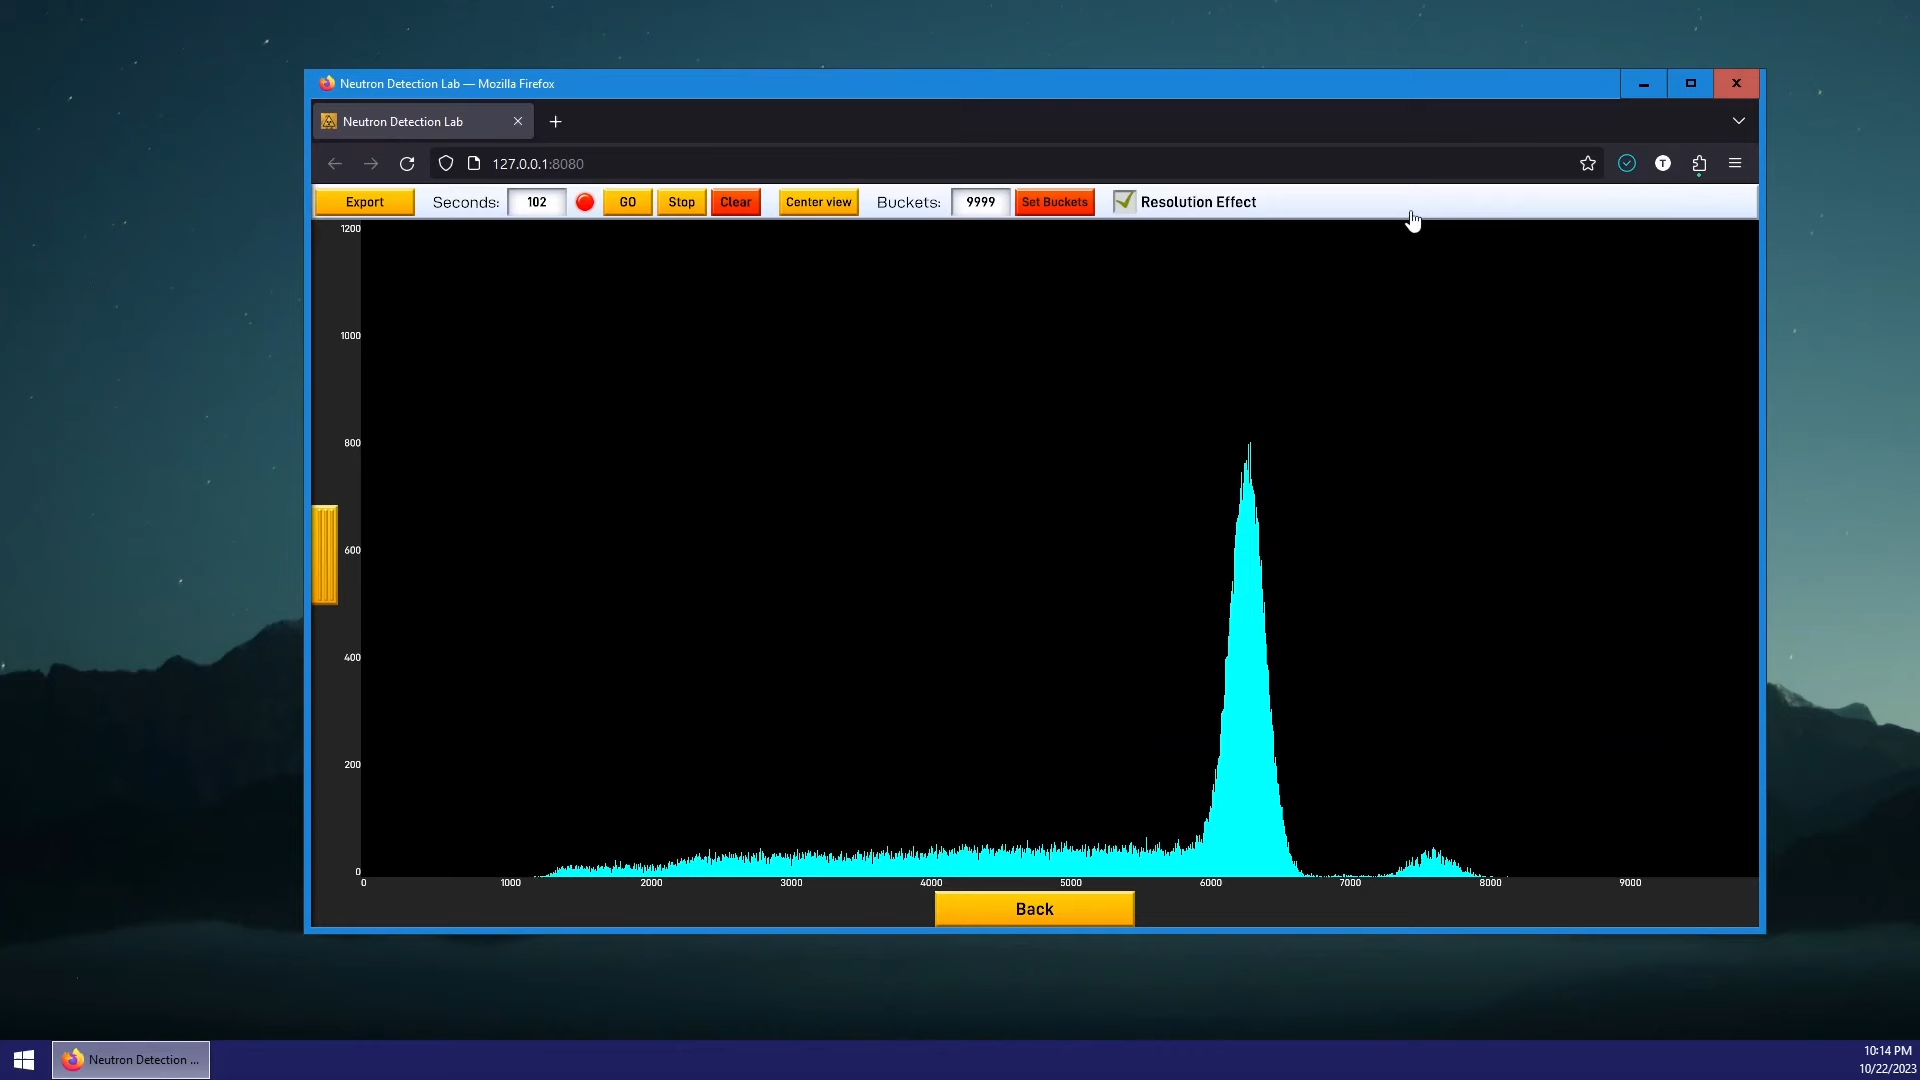 Neutron Detection Lab — Mozilla Firefox
Neutron Detection Lab
127.0.0.1:8080
T
Export Seconds: 102 GO Stop Clear Center view Buckets: 9999 Set Buckets Resolution Effect
1200
1000
800
600
400
200
0
0 1000 2000 3000 4000 5000 6000 7000 8000 9000
Back
Neutron Detection ...
10:14 PM
10/22/2023